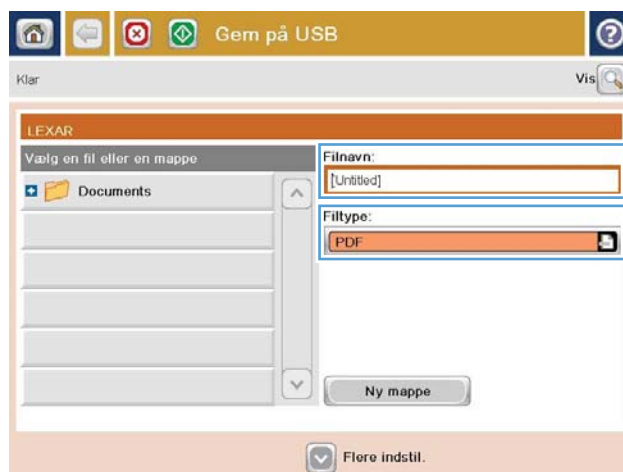 Gem på USB
?
Klar
Vis
LEXAR
Vælg en fil eller en mappe
Documents
Filnavn:
[Untitled]
Filtype:
PDF
Ny mappe
Flere indstil.